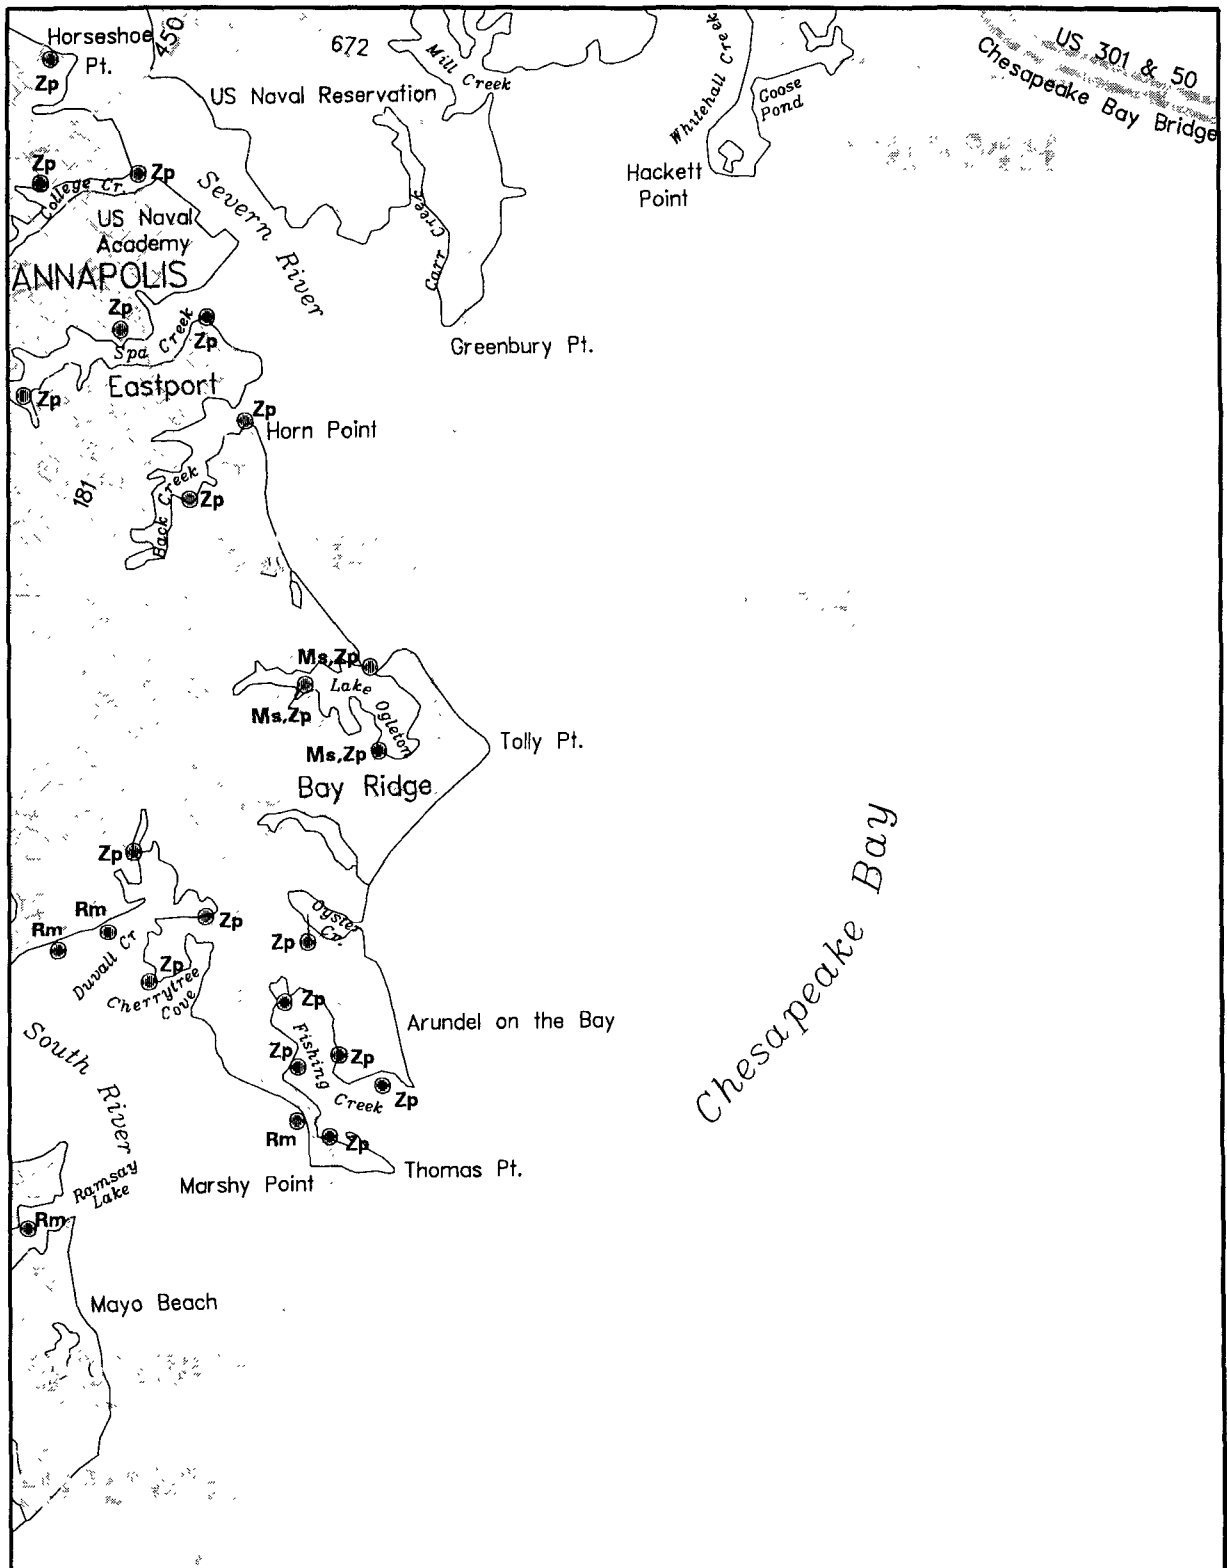 Horseshoe
Pt.
Zp
450
672
Mill Creek
US Naval Reservation
Whitehall Creek
Goose
Pond
US 301 & 50
Chesapeake Bay Bridge
Hackett
Point
Zp
Zp
College Cr.
US Naval
Academy
ANNAPOLIS
Severn River
Carr Creek
Greenbury Pt.
Zp
Spa Creek
Zp
Eastport
Zp
Zp
Horn Point
181
Back Creek
Zp
Ms,Zp
Lake Ogleton
Ms,Zp
Ms,Zp
Tolly Pt.
Bay Ridge
Zp
Rm
Rm
Zp
Duvall Cr
Zp
Cherrytree
Cove
Oyster
Cr.
Zp
Zp
Arundel on the Bay
Fishing Creek
Zp
Zp
Zp
Rm
Zp
Thomas Pt.
Marshy Point
South River
Ramsay
Lake
Rm
Mayo Beach
Chesapeake Bay